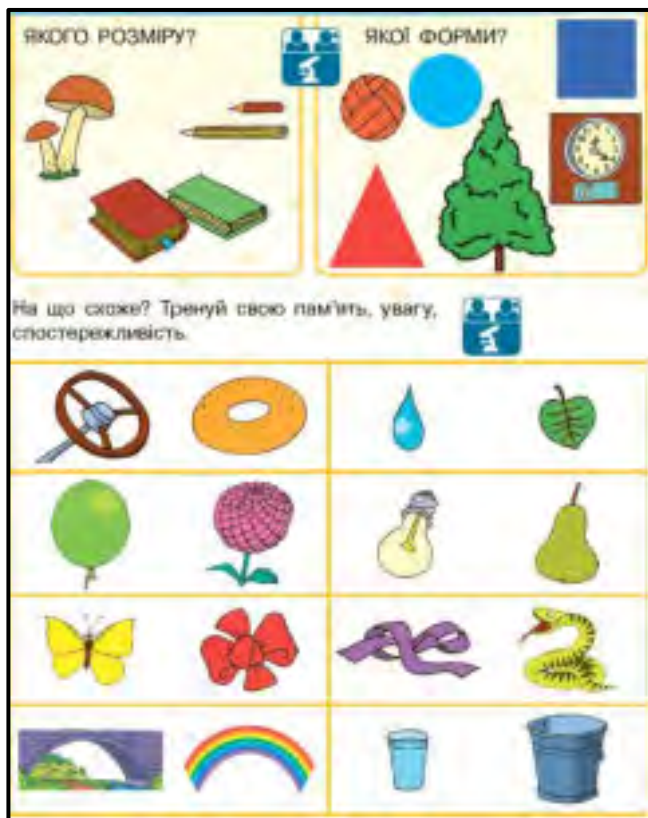 ЯКОГО РОЗМІРУ?
ЯКОЇ ФОРМИ?
На що схоже? Тренуй свою пам'ять, увагу,
спостережливість.